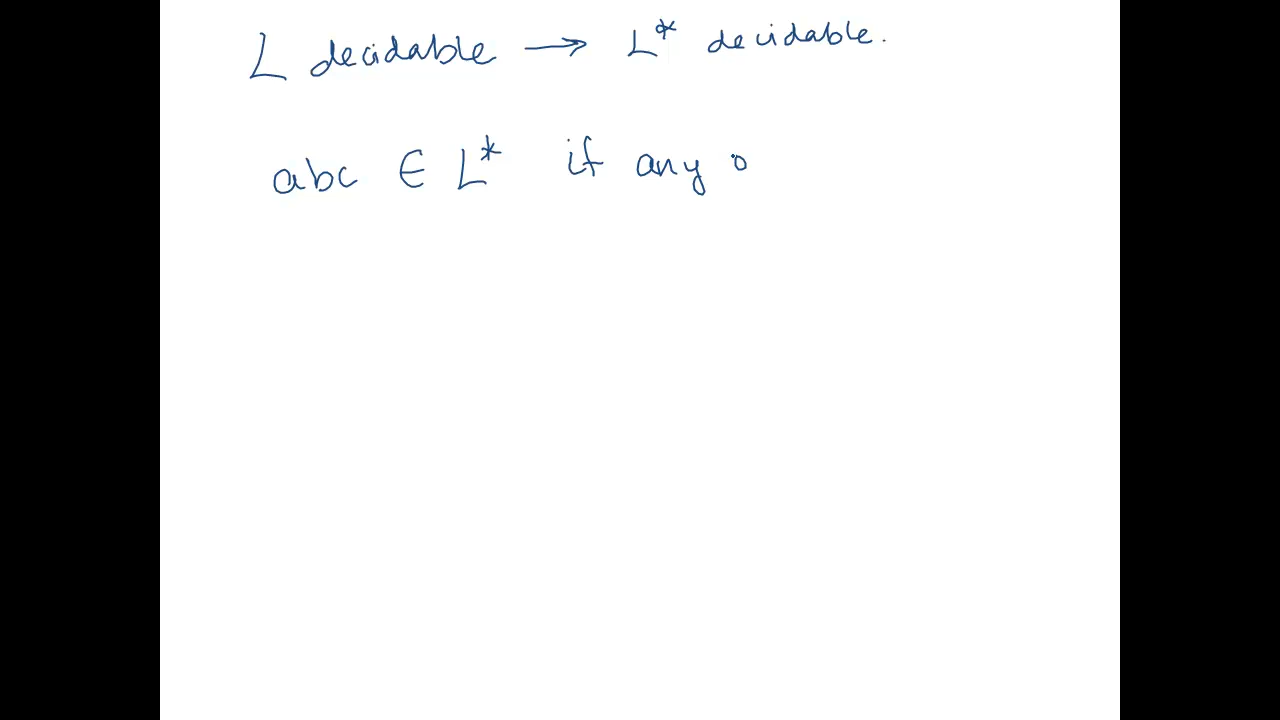 L decidable → L* decidable.
abc ∈ L* if any o